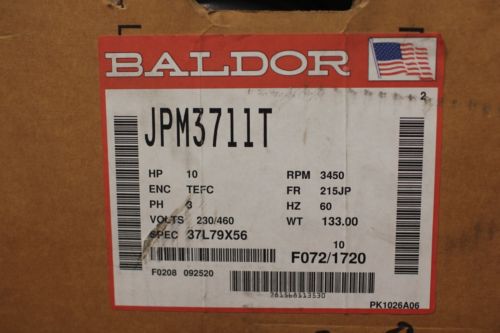 BALDOR
2
JPM3711T
HP 10 RPM 3450
ENC TEFC FR 215JP
PH 3 HZ 60
VOLTS 230/460 WT 133.00
SPEC 37L79X56
10
F072/1720
F0208 092520
PK1026A06